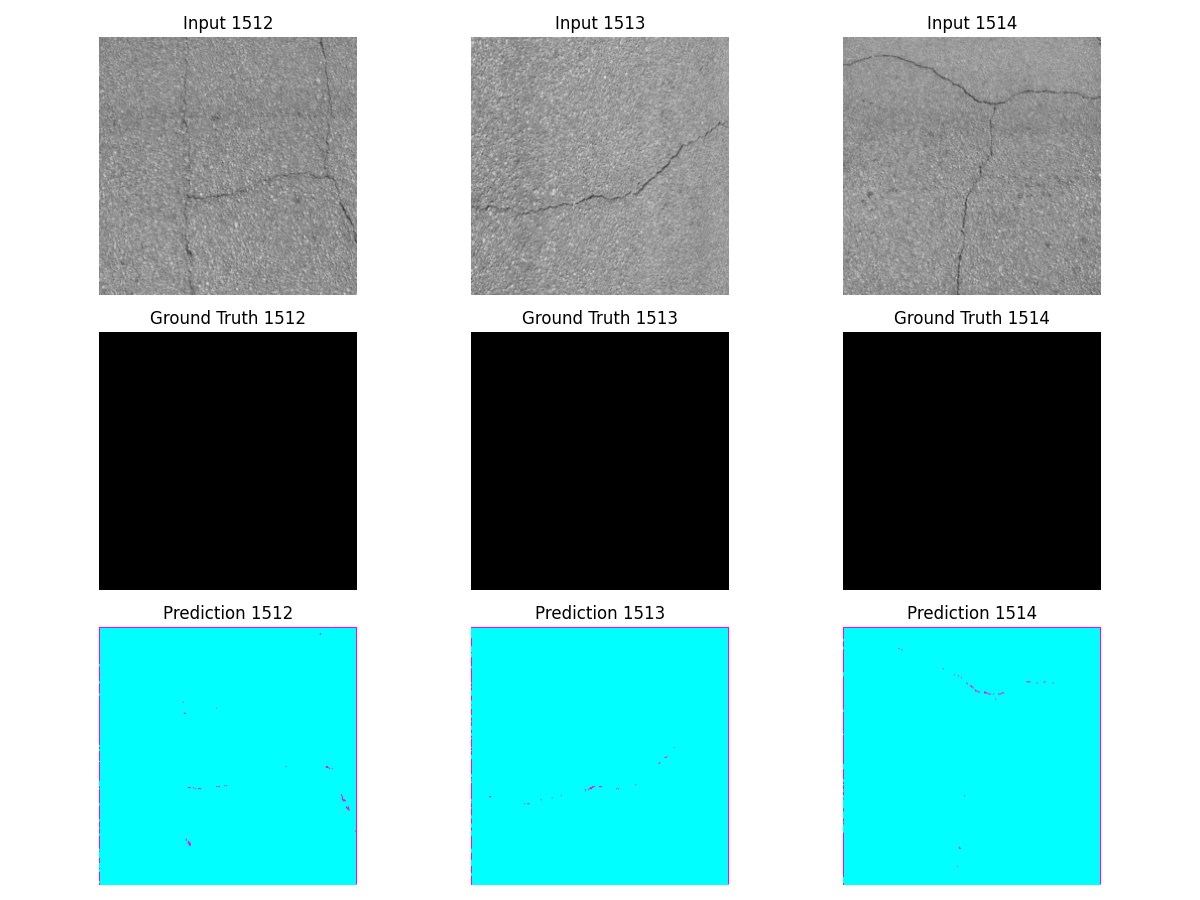 Input 1512
Input 1513
Input 1514
Ground Truth 1512
Ground Truth 1513
Ground Truth 1514
Prediction 1512
Prediction 1513
Prediction 1514